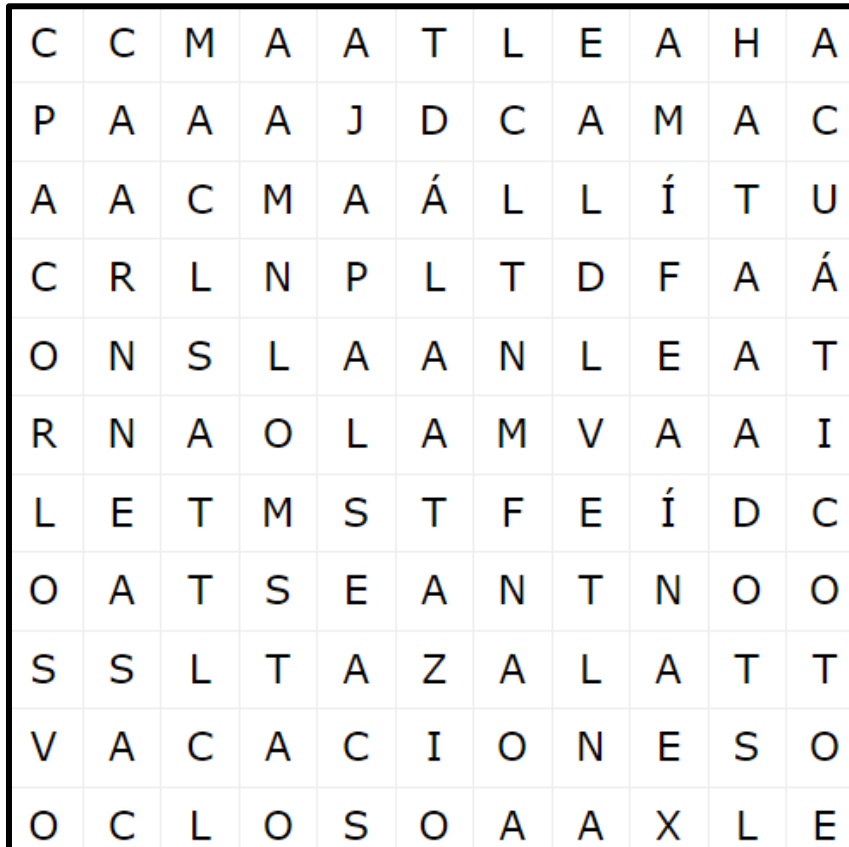 C C M A A T L E A H A
P A A A J D C A M A C
A A C M A Á L L Í T U
C R L N P L T D F A Á
O N S L A A N L E A T
R N A O L A M V A A I
L E T M S T F E Í D C
O A T S E A N T N O O
S S L T A Z A L A T T
V A C A C I O N E S O
O C L O S O A A X L E